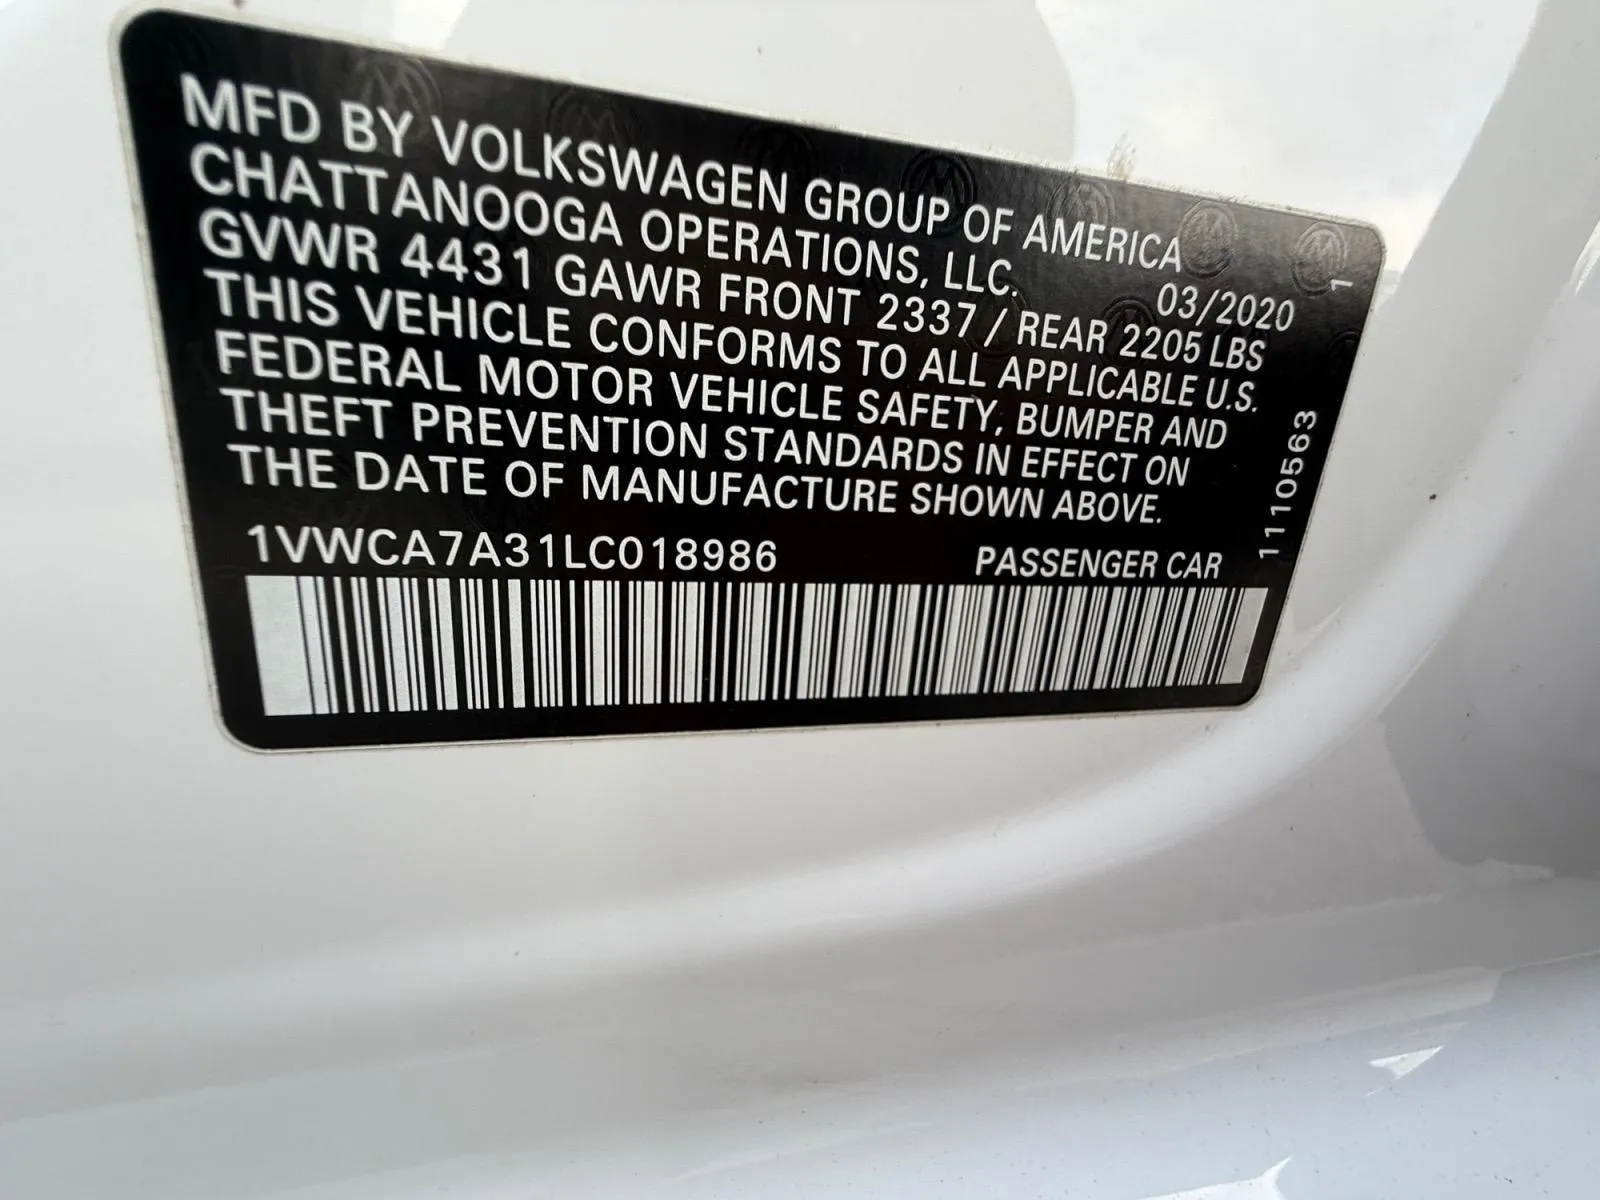 MFD BY VOLKSWAGEN GROUP OF AMERICA
CHATTANOOGA OPERATIONS, LLC. 03/2020 1
GVWR 4431 GAWR FRONT 2337 / REAR 2205 LBS
THIS VEHICLE CONFORMS TO ALL APPLICABLE U.S.
FEDERAL MOTOR VEHICLE SAFETY, BUMPER AND
THEFT PREVENTION STANDARDS IN EFFECT ON
THE DATE OF MANUFACTURE SHOWN ABOVE.
1VWCA7A31LC018986 PASSENGER CAR
1110563